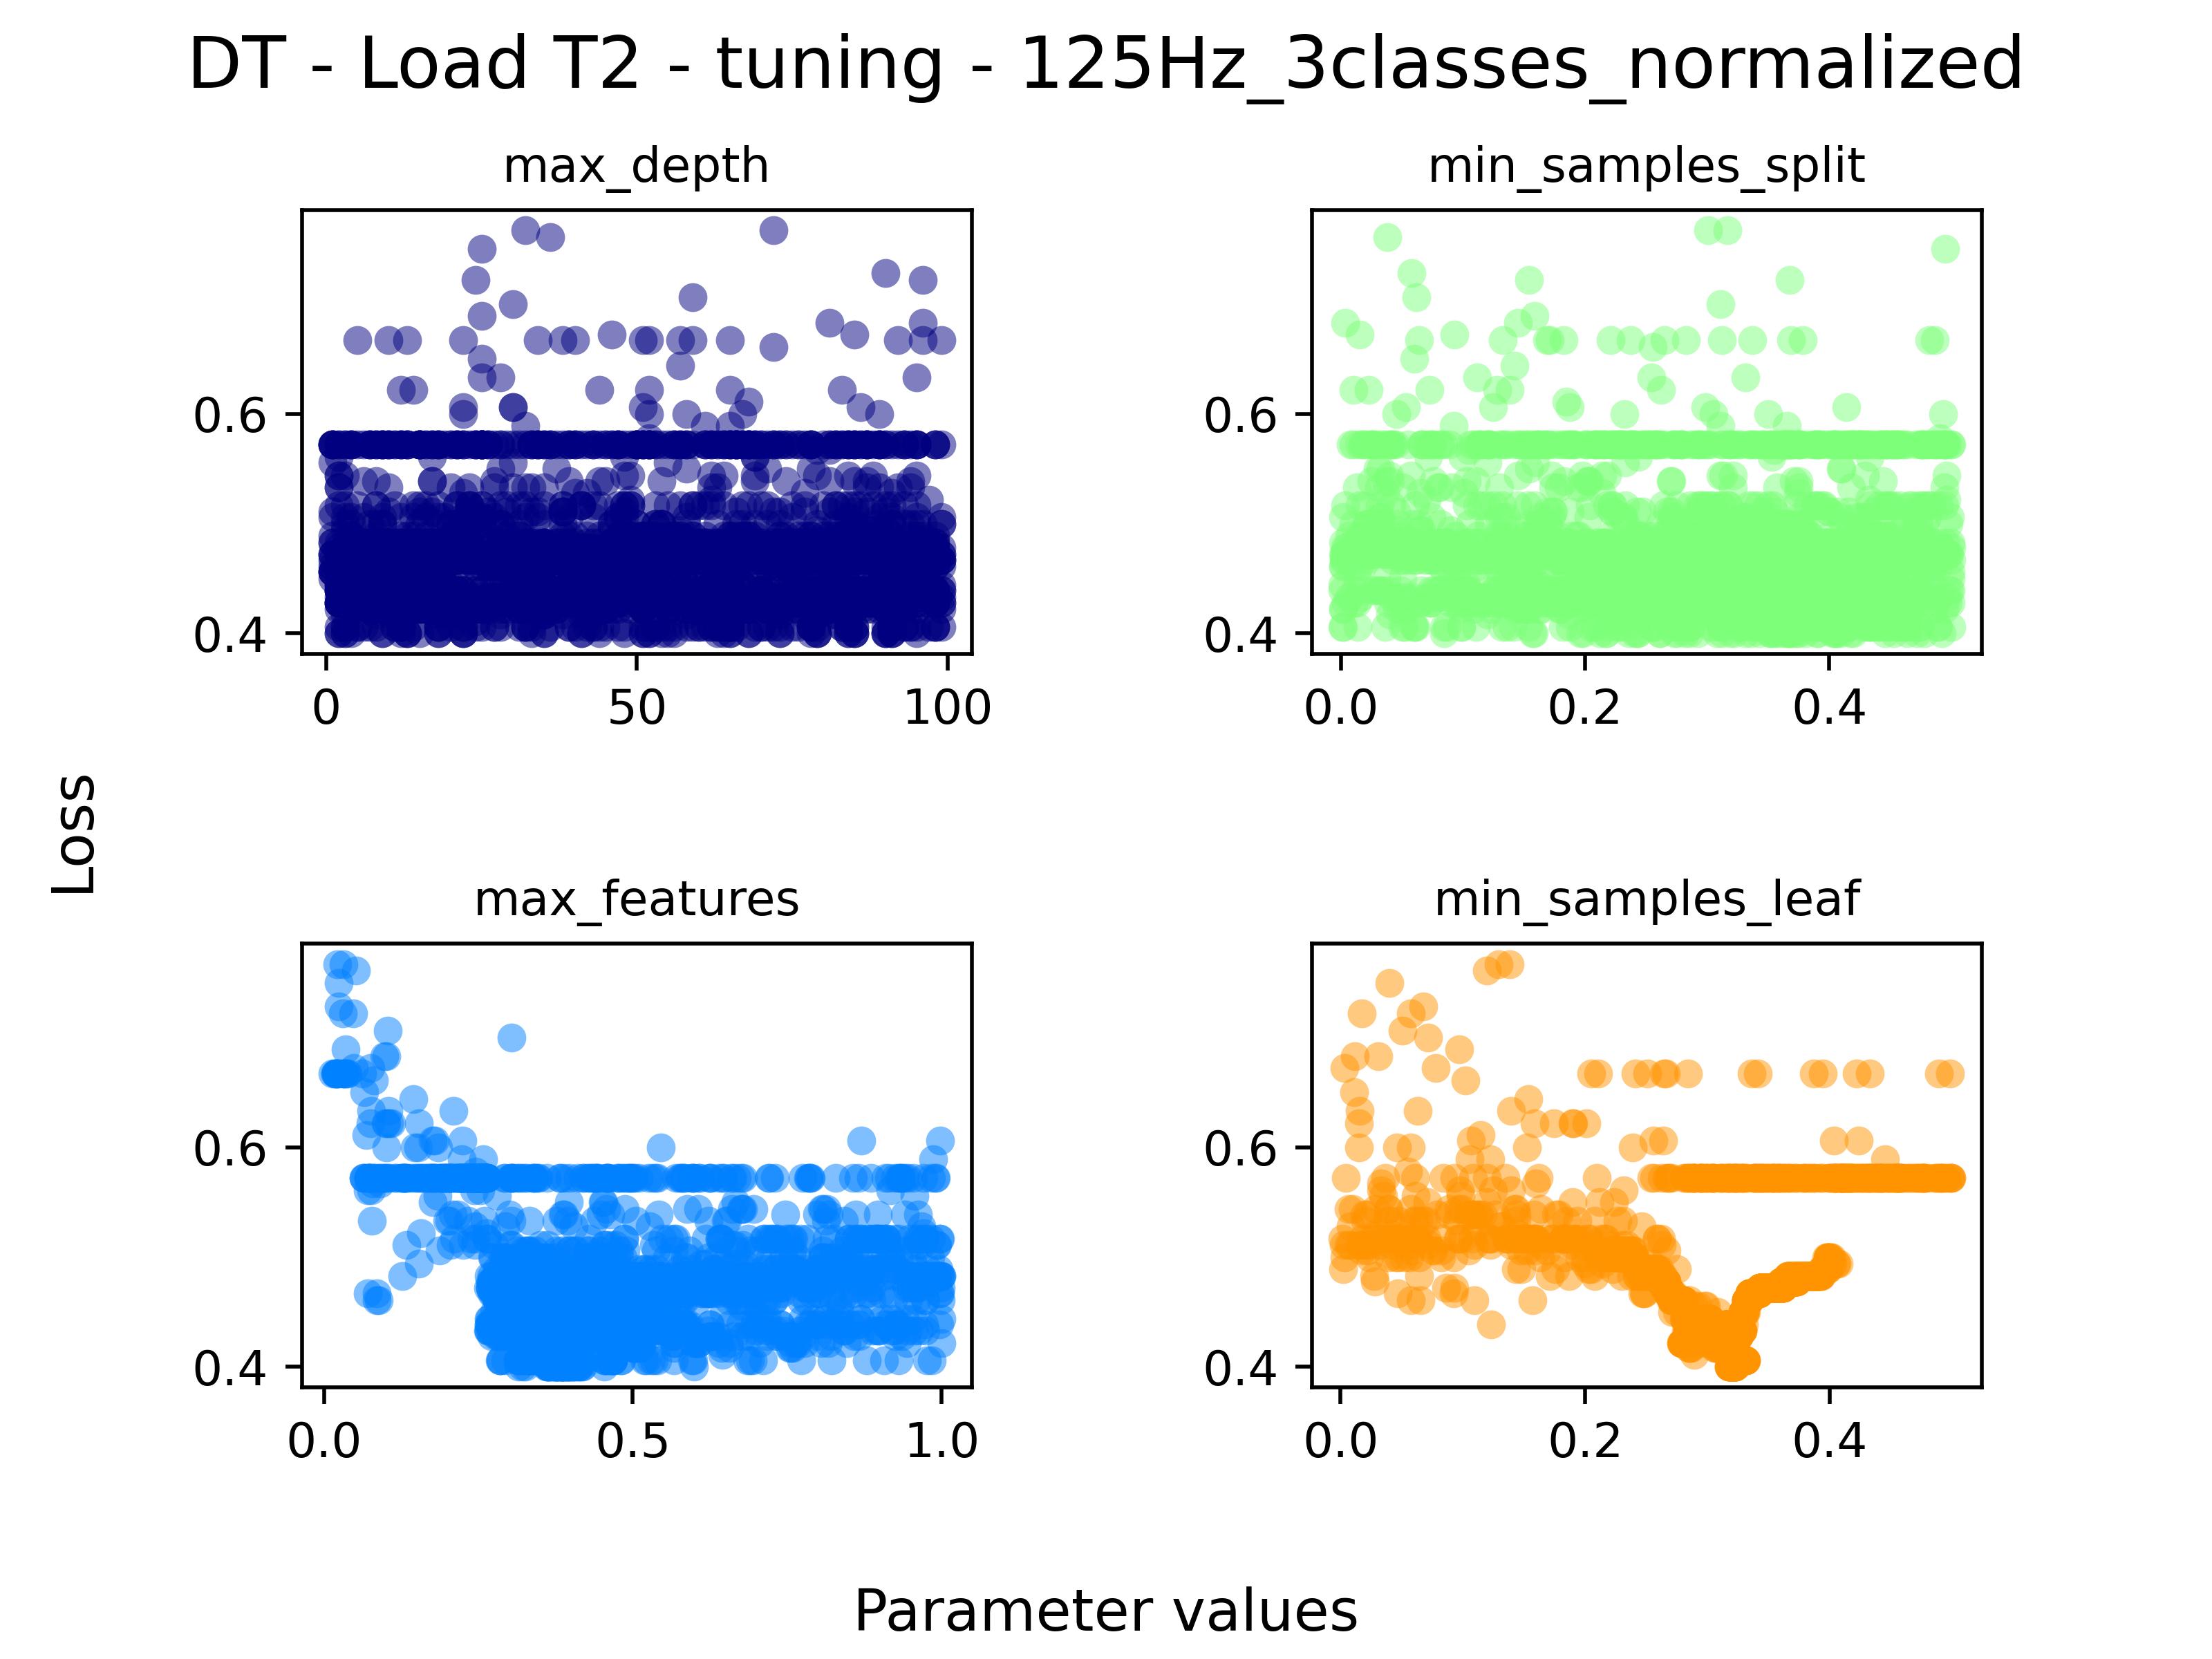 DT - Load T2 - tuning - 125Hz_3classes_normalized
max_depth
min_samples_split
0.6
0.4
0 50 100
0.6
0.4
0.0 0.2 0.4
Loss
max_features
min_samples_leaf
0.6
0.4
0.0 0.5 1.0
0.6
0.4
0.0 0.2 0.4
Parameter values